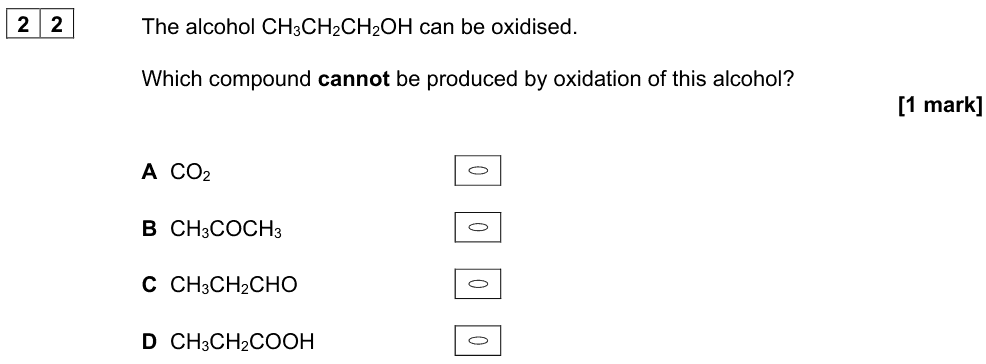 2 2 The alcohol CH₃CH₂CH₂OH can be oxidised.
Which compound cannot be produced by oxidation of this alcohol?
[1 mark]
A CO₂
B CH₃COCH₃
C CH₃CH₂CHO
D CH₃CH₂COOH